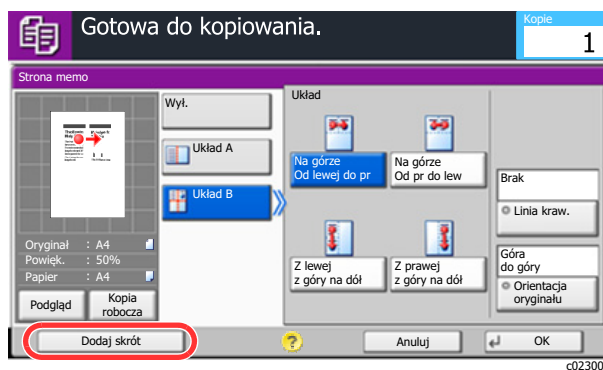 Gotowa do kopiowania.
Kopie
1
Strona memo
Wył.
Układ A
Układ B
Układ
Na górze
Od lewej do pr
Na górze
Od pr do lew
Z lewej
z góry na dół
Z prawej
z góry na dół
Brak
Linia kraw.
Góra
do góry
Orientacja
oryginału
Oryginał : A4
Powięk. : 50%
Papier : A4
Podgląd
Kopia
robocza
Dodaj skrót
?
Anuluj
OK
c02300